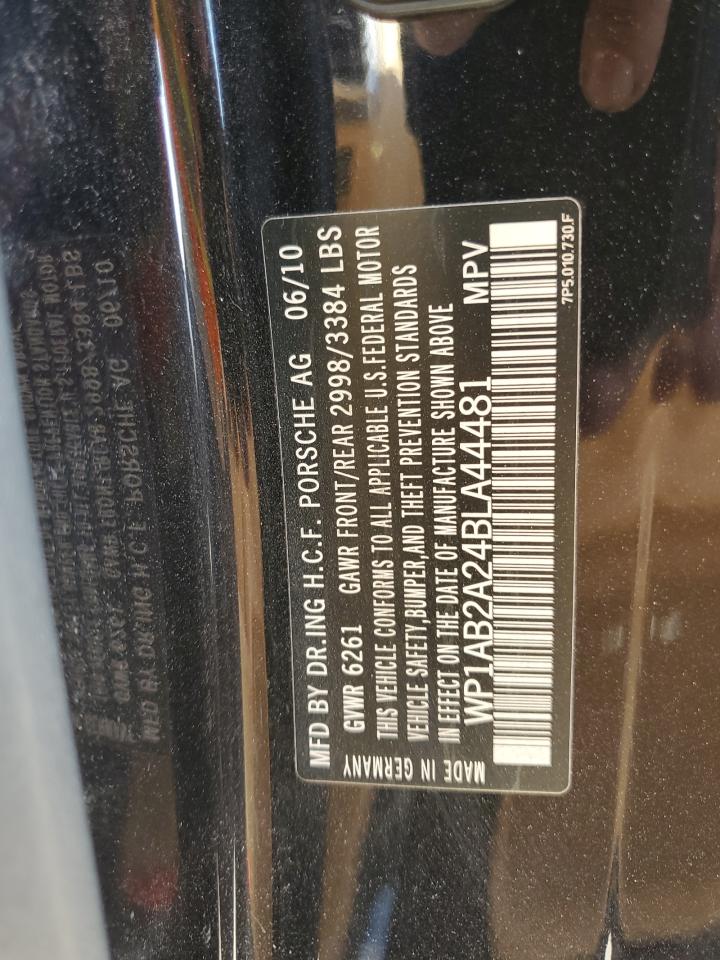 MFD BY DR.ING H.C.F. PORSCHE AG 06/10
GVWR 6261 GAWR FRONT/REAR 2998/3384 LBS
THIS VEHICLE CONFORMS TO ALL APPLICABLE U.S.FEDERAL MOTOR
VEHICLE SAFETY,BUMPER,AND THEFT PREVENTION STANDARDS
IN EFFECT ON THE DATE OF MANUFACTURE SHOWN ABOVE
WP1AB2A24BLA44481 MPV
MADE IN GERMANY
7P5.010.730.F